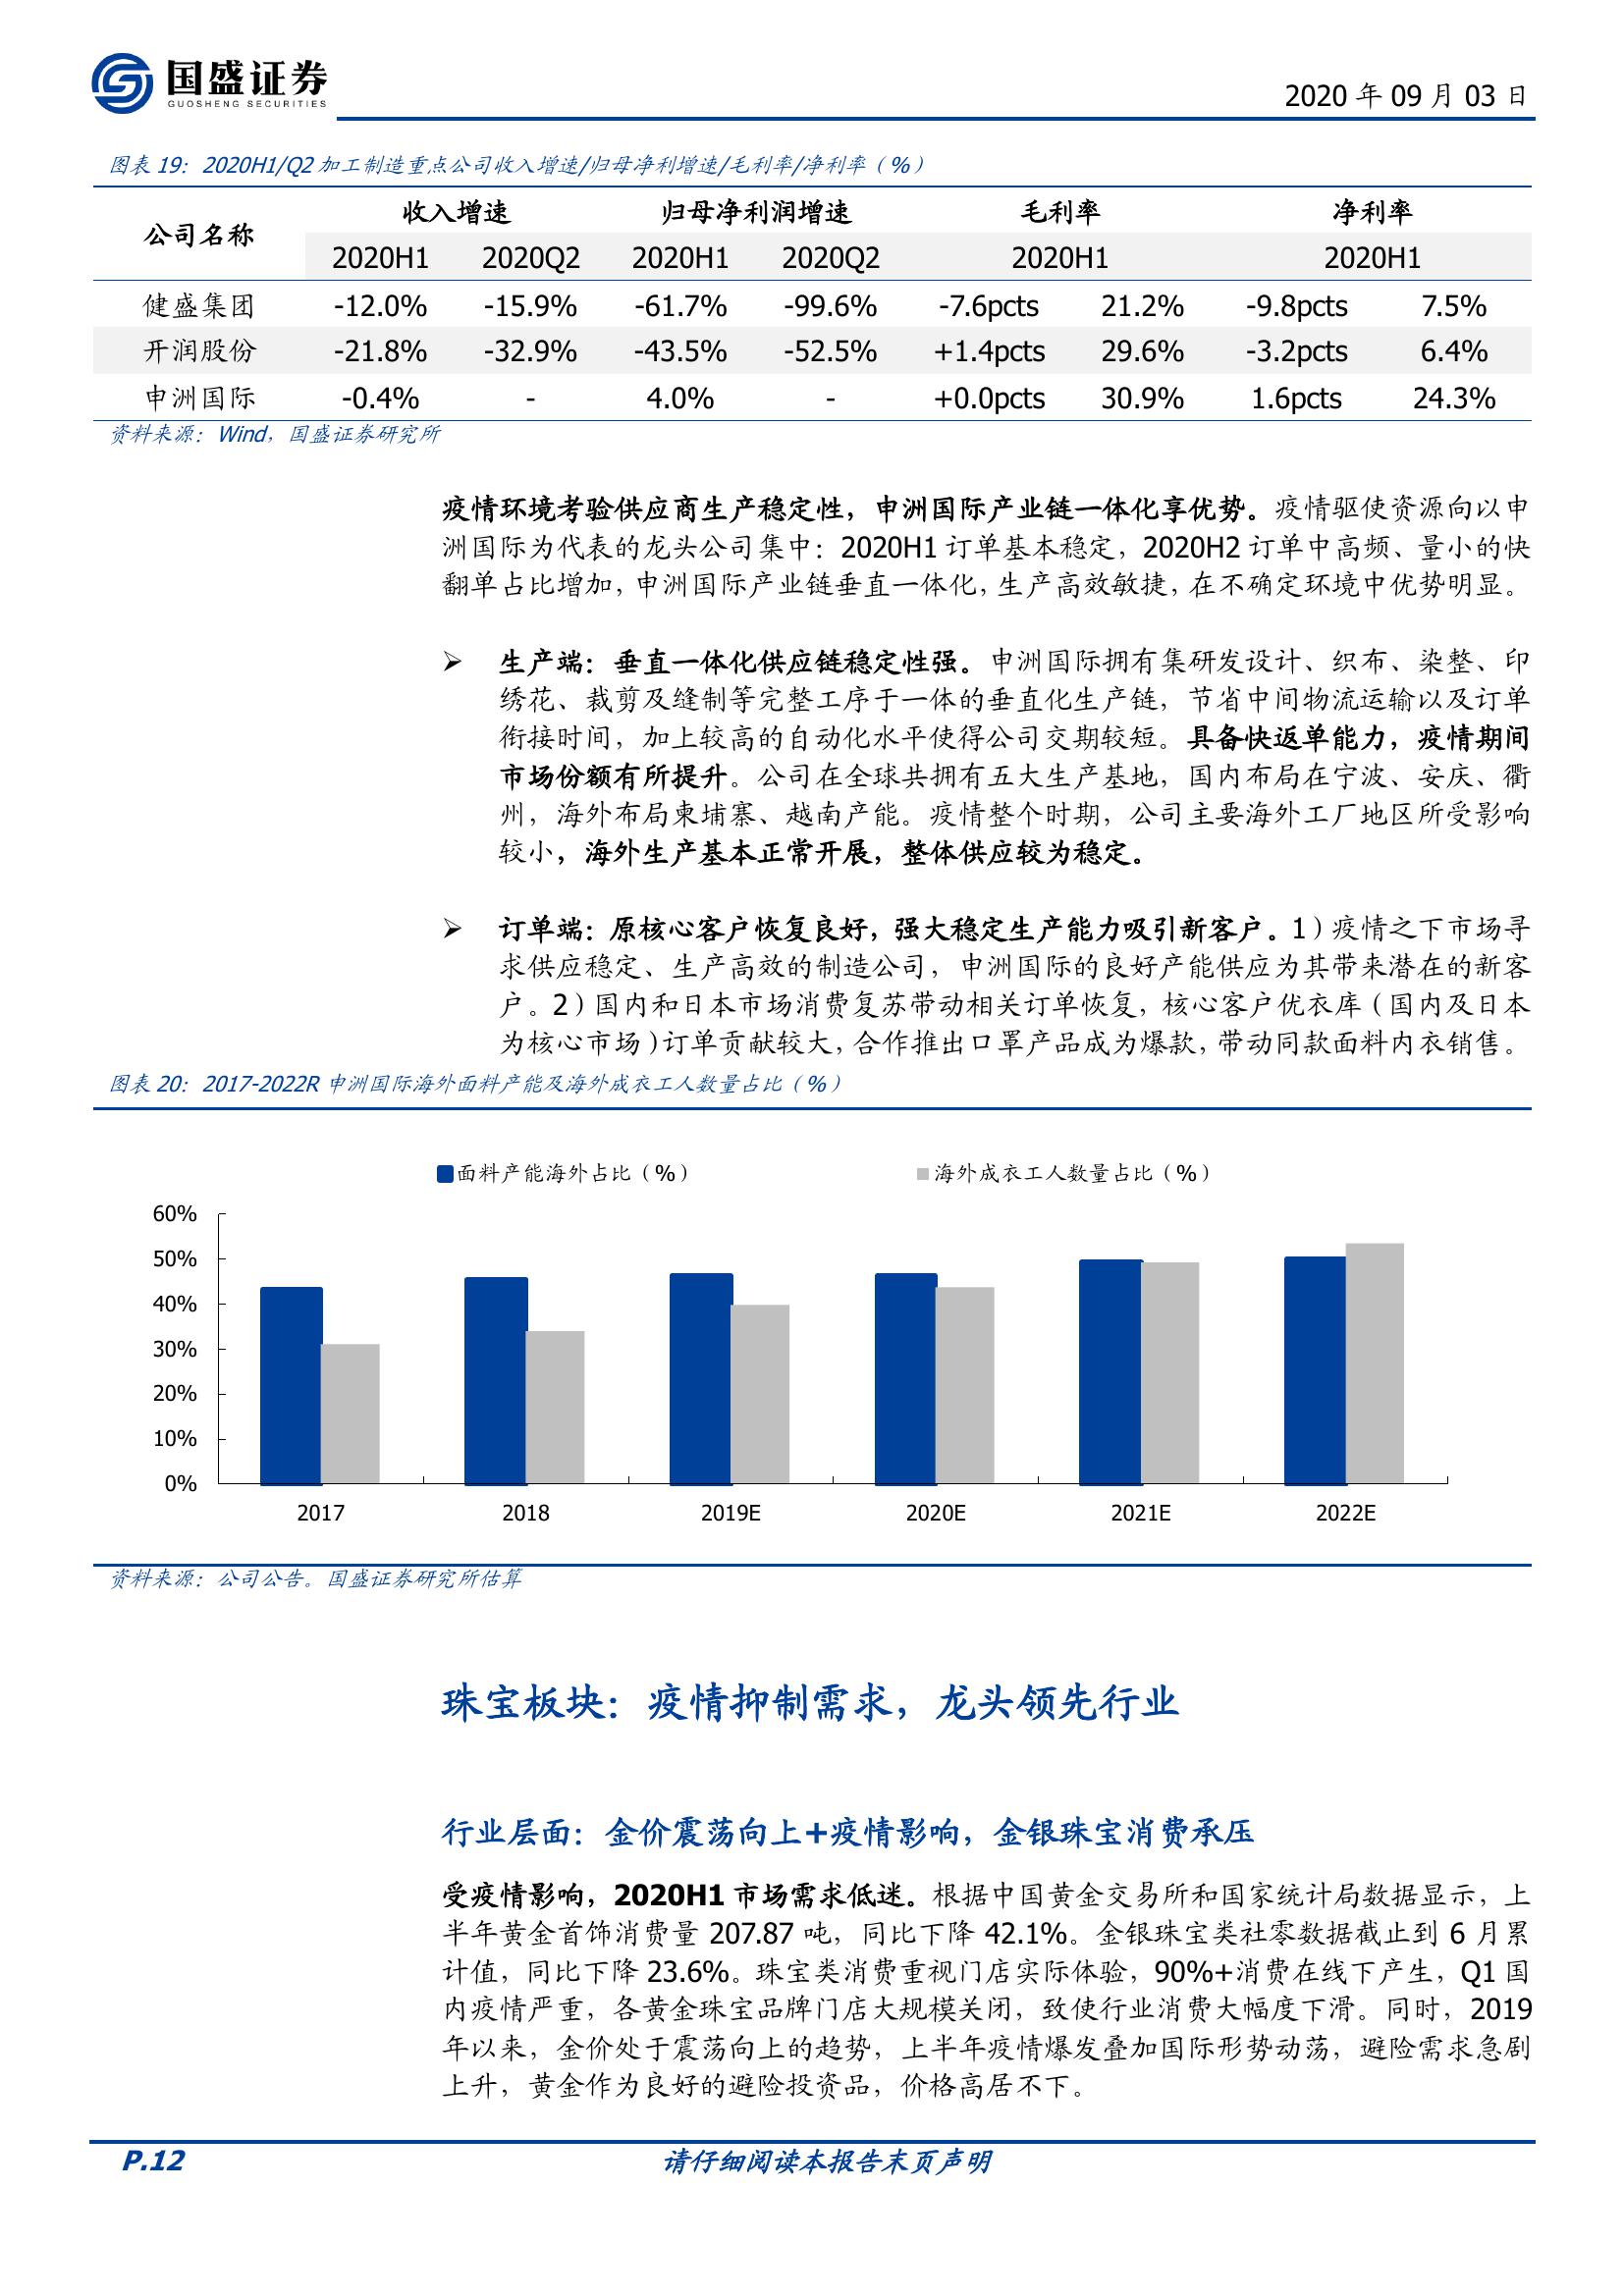 国盛证券
GUOSHENG SECURITIES
2020 年 09 月 03 日
图表 19：2020H1/Q2 加工制造重点公司收入增速/归母净利增速/毛利率/净利率（%）
公司名称 收入增速 归母净利润增速 毛利率 净利率
2020H1 2020Q2 2020H1 2020Q2 2020H1 2020H1
健盛集团 -12.0% -15.9% -61.7% -99.6% -7.6pcts 21.2% -9.8pcts 7.5%
开润股份 -21.8% -32.9% -43.5% -52.5% +1.4pcts 29.6% -3.2pcts 6.4%
申洲国际 -0.4% - 4.0% - +0.0pcts 30.9% 1.6pcts 24.3%
资料来源：Wind，国盛证券研究所
疫情环境考验供应商生产稳定性，申洲国际产业链一体化享优势。疫情驱使资源向以申
洲国际为代表的龙头公司集中：2020H1 订单基本稳定，2020H2 订单中高频、量小的快
翻单占比增加，申洲国际产业链垂直一体化，生产高效敏捷，在不确定环境中优势明显。
➢ 生产端：垂直一体化供应链稳定性强。申洲国际拥有集研发设计、织布、染整、印
绣花、裁剪及缝制等完整工序于一体的垂直化生产链，节省中间物流运输以及订单
衔接时间，加上较高的自动化水平使得公司交期较短。具备快返单能力，疫情期间
市场份额有所提升。公司在全球共拥有五大生产基地，国内布局在宁波、安庆、衢
州，海外布局柬埔寨、越南产能。疫情整个时期，公司主要海外工厂地区所受影响
较小，海外生产基本正常开展，整体供应较为稳定。
➢ 订单端：原核心客户恢复良好，强大稳定生产能力吸引新客户。1）疫情之下市场寻
求供应稳定、生产高效的制造公司，申洲国际的良好产能供应为其带来潜在的新客
户。2）国内和日本市场消费复苏带动相关订单恢复，核心客户优衣库（国内及日本
为核心市场）订单贡献较大，合作推出口罩产品成为爆款，带动同款面料内衣销售。
图表 20：2017-2022R 申洲国际海外面料产能及海外成衣工人数量占比（%）
面料产能海外占比（%） 海外成衣工人数量占比（%）
60%
50%
40%
30%
20%
10%
0%
2017 2018 2019E 2020E 2021E 2022E
资料来源：公司公告。国盛证券研究所估算
珠宝板块：疫情抑制需求，龙头领先行业
行业层面：金价震荡向上+疫情影响，金银珠宝消费承压
受疫情影响，2020H1 市场需求低迷。根据中国黄金交易所和国家统计局数据显示，上
半年黄金首饰消费量 207.87 吨，同比下降 42.1%。金银珠宝类社零数据截止到 6 月累
计值，同比下降 23.6%。珠宝类消费重视门店实际体验，90%+消费在线下产生，Q1 国
内疫情严重，各黄金珠宝品牌门店大规模关闭，致使行业消费大幅度下滑。同时，2019
年以来，金价处于震荡向上的趋势，上半年疫情爆发叠加国际形势动荡，避险需求急剧
上升，黄金作为良好的避险投资品，价格高居不下。
P.12 请仔细阅读本报告末页声明